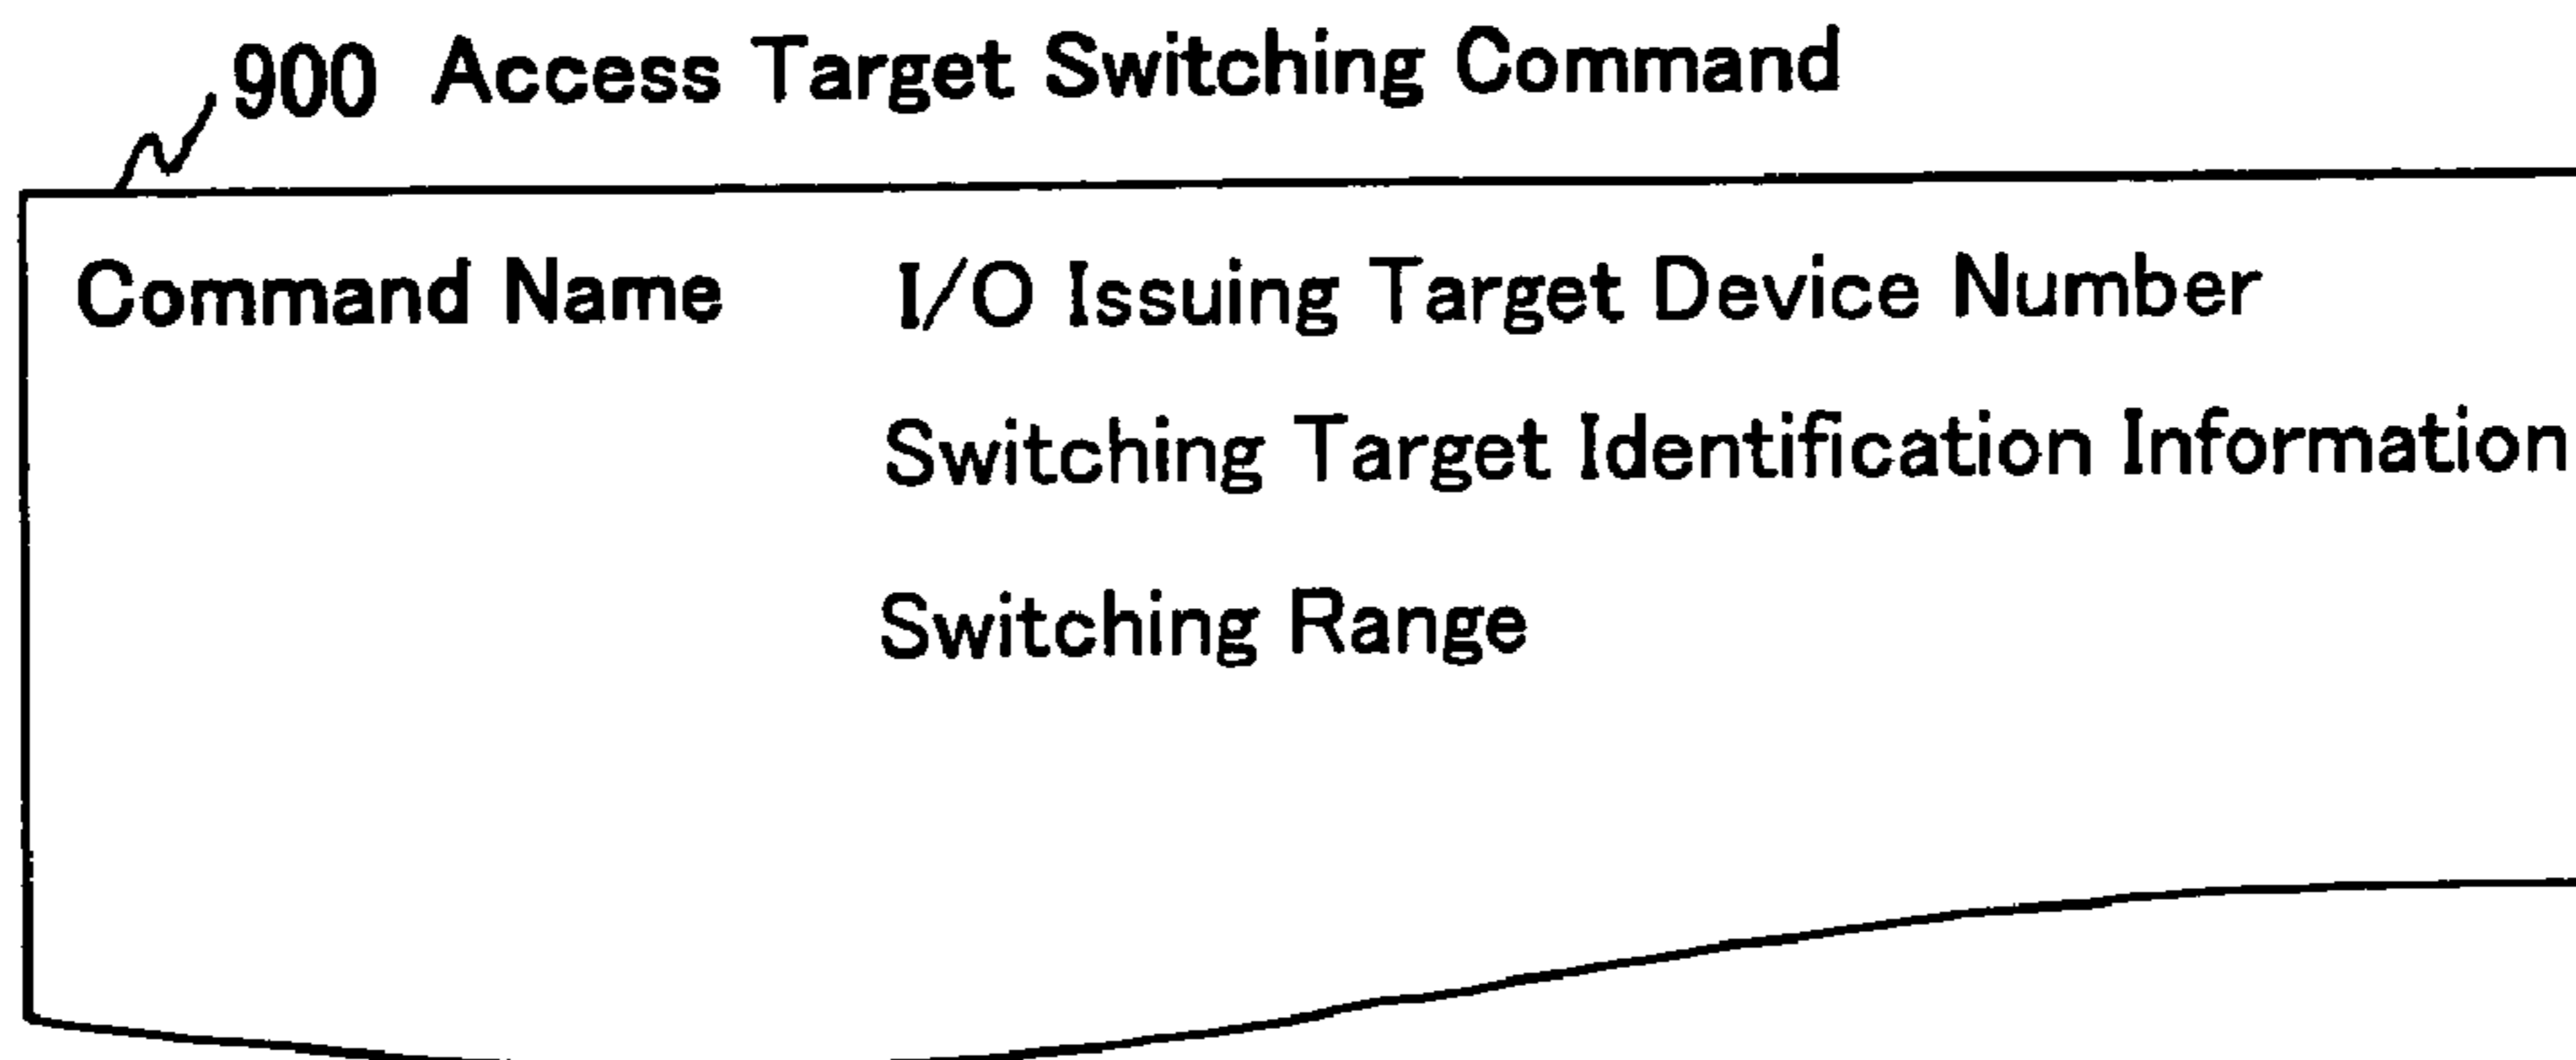 900 Access Target Switching Command
Command Name I/O Issuing Target Device Number
Switching Target Identification Information
Switching Range